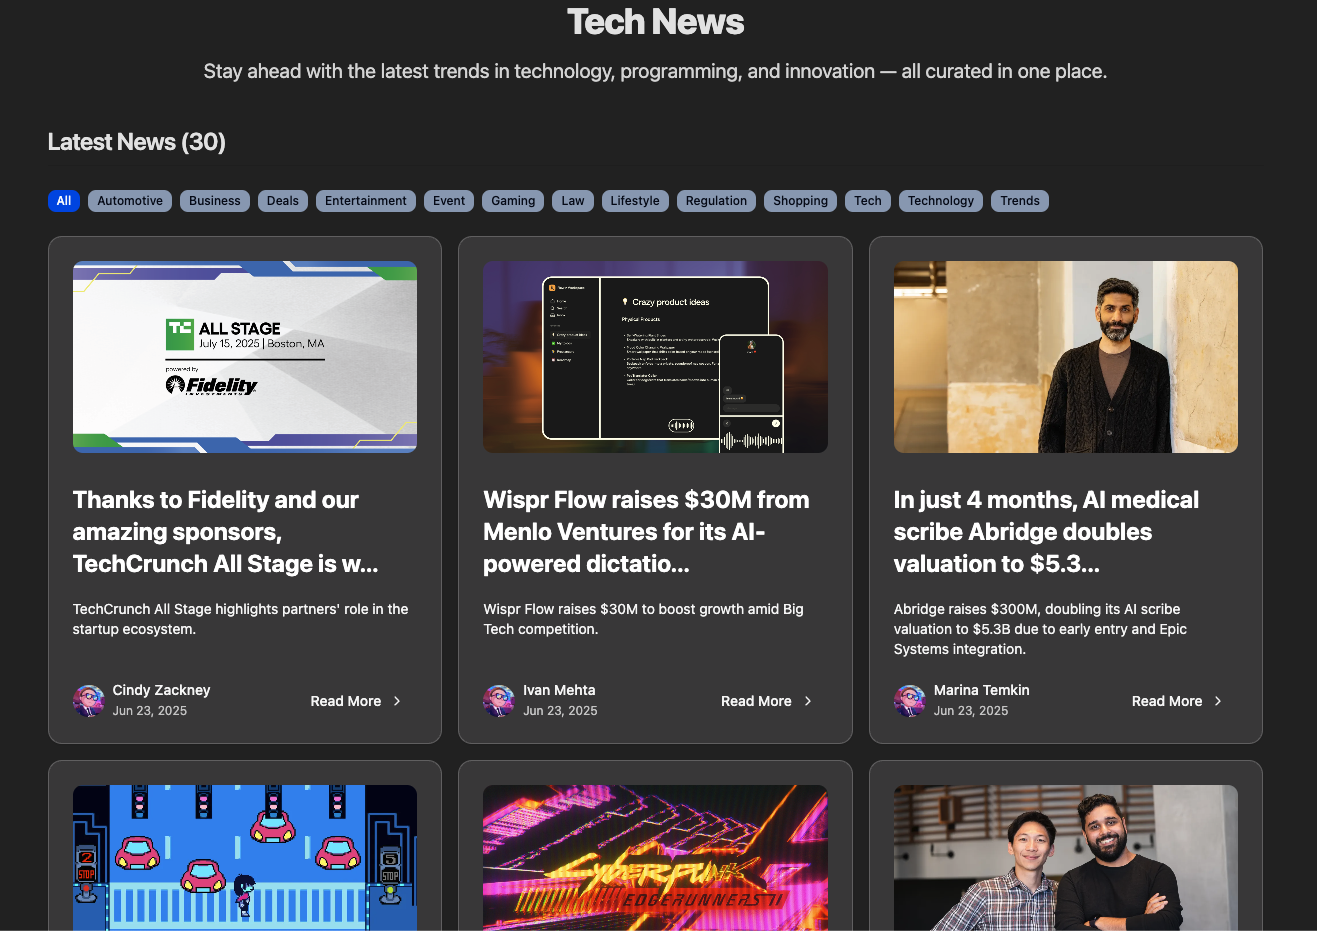 Tech News
Stay ahead with the latest trends in technology, programming, and innovation — all curated in one place.
Latest News (30)
All Automotive Business Deals Entertainment Event Gaming Law Lifestyle Regulation Shopping Tech Technology Trends
TC ALL STAGE
July 15, 2025 | Boston, MA
powered by
Fidelity
INVESTMENTS
Crazy product ideas
Physical Products
Thanks to Fidelity and our
amazing sponsors,
TechCrunch All Stage is w...
TechCrunch All Stage highlights partners' role in the
startup ecosystem.
Cindy Zackney
Jun 23, 2025
Read More
Wispr Flow raises $30M from
Menlo Ventures for its AI-
powered dictatio...
Wispr Flow raises $30M to boost growth amid Big
Tech competition.
Ivan Mehta
Jun 23, 2025
Read More
In just 4 months, AI medical
scribe Abridge doubles
valuation to $5.3...
Abridge raises $300M, doubling its AI scribe
valuation to $5.3B due to early entry and Epic
Systems integration.
Marina Temkin
Jun 23, 2025
Read More
2
STOP
5
STOP
CYBERPUNK
EDGERUNNERS